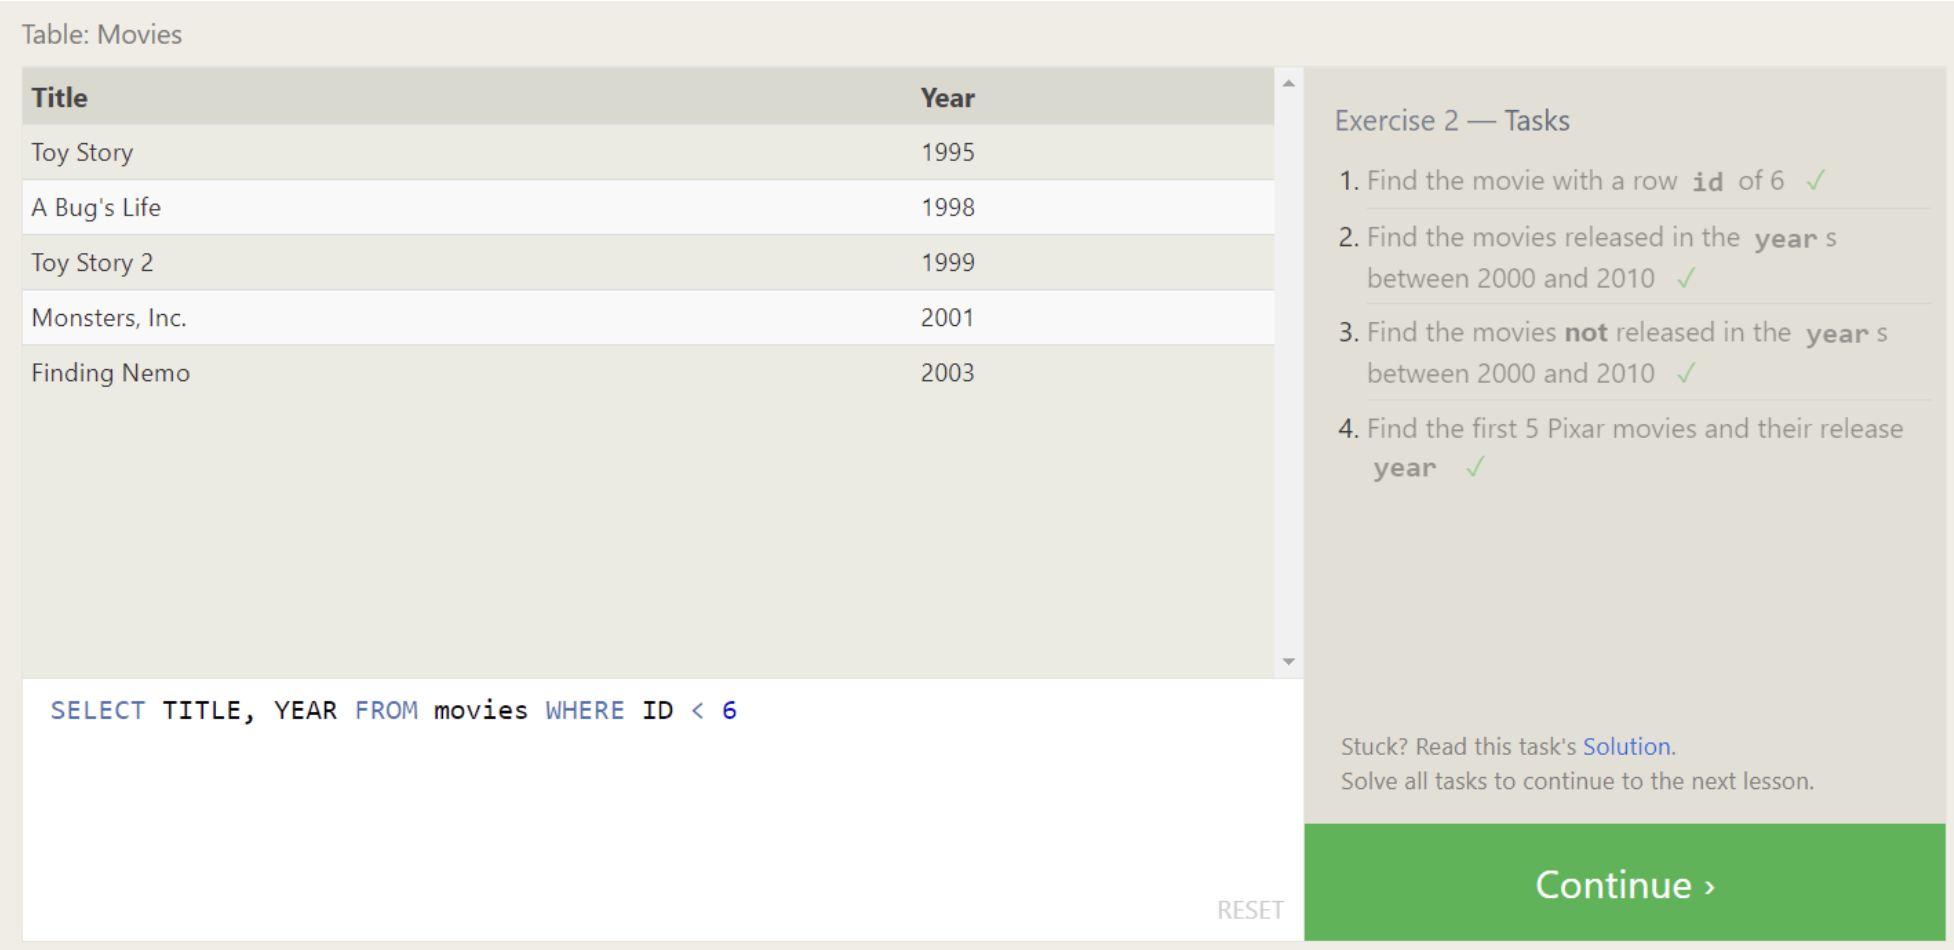 Table: Movies
Title Year
Toy Story 1995
A Bug's Life 1998
Toy Story 2 1999
Monsters, Inc. 2001
Finding Nemo 2003
SELECT TITLE, YEAR FROM movies WHERE ID < 6
RESET
Exercise 2 — Tasks
1. Find the movie with a row id of 6 ✓
2. Find the movies released in the year s
between 2000 and 2010 ✓
3. Find the movies not released in the year s
between 2000 and 2010 ✓
4. Find the first 5 Pixar movies and their release
year ✓
Stuck? Read this task's Solution.
Solve all tasks to continue to the next lesson.
Continue ›